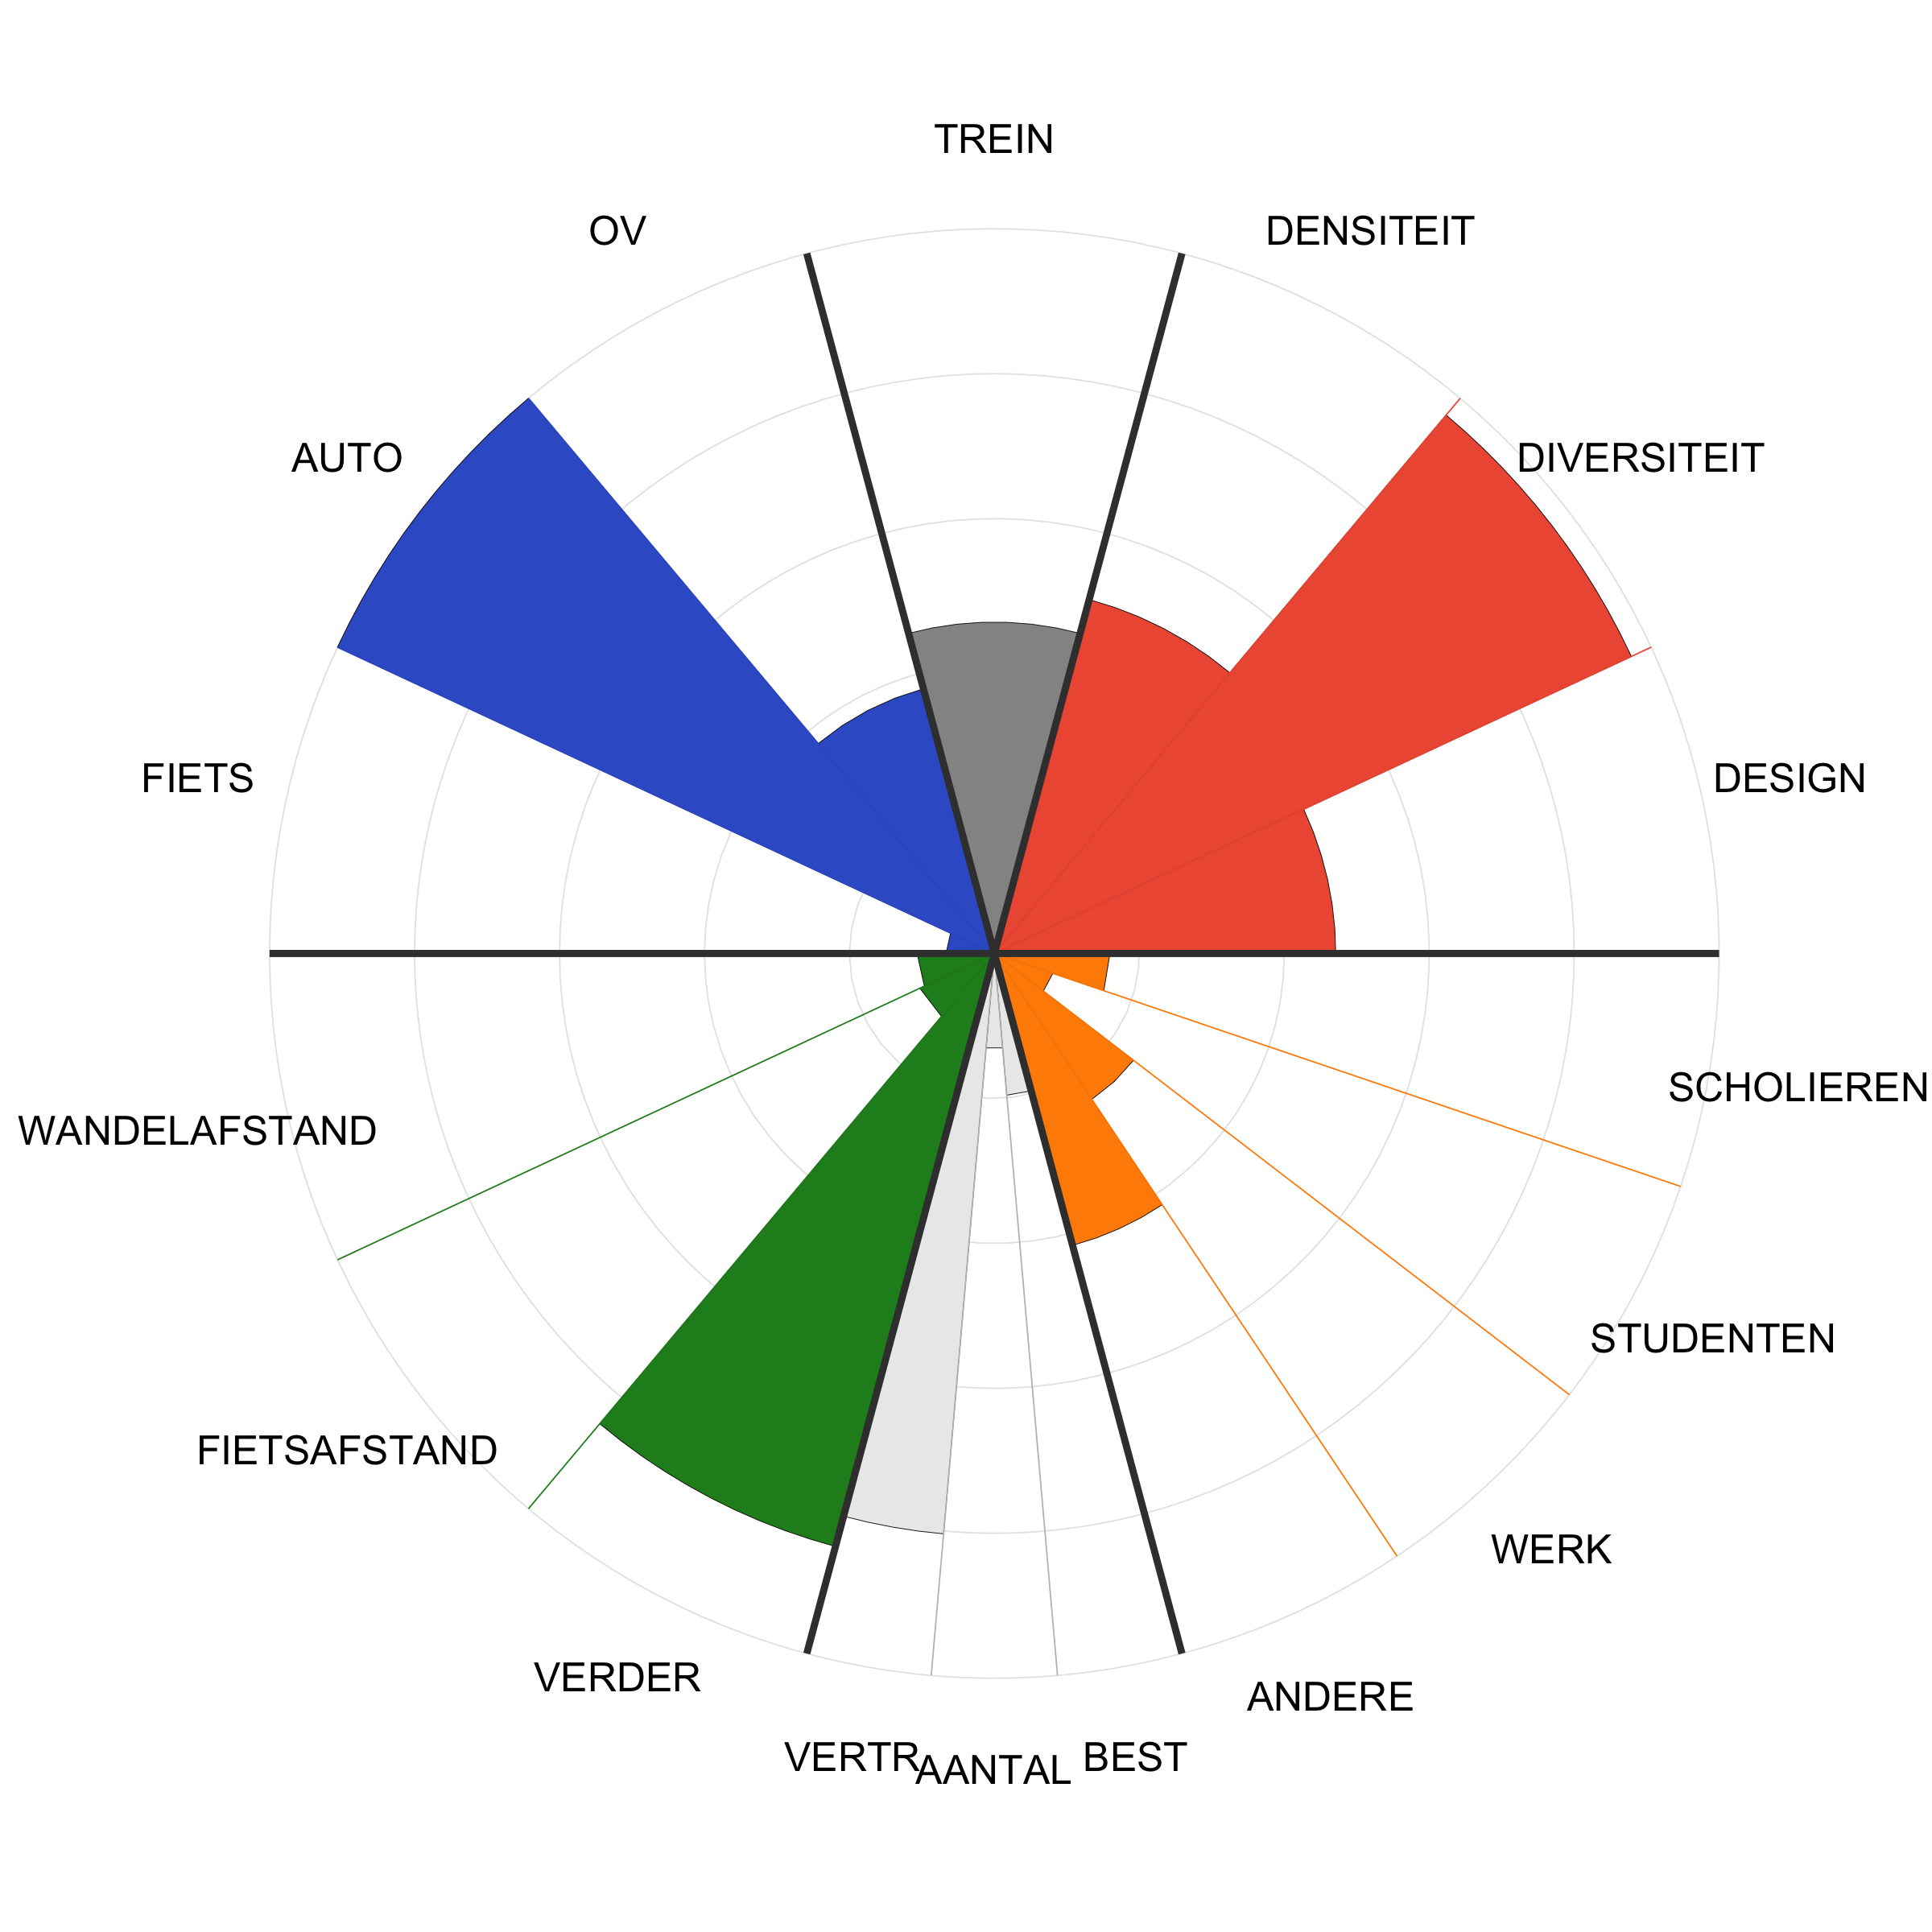 TREIN
OV
DENSITEIT
AUTO
DIVERSITEIT
FIETS
DESIGN
SCHOLIEREN
WANDELAFSTAND
STUDENTEN
FIETSAFSTAND
WERK
VERDER
ANDERE
VERTR
AANTAL
BEST